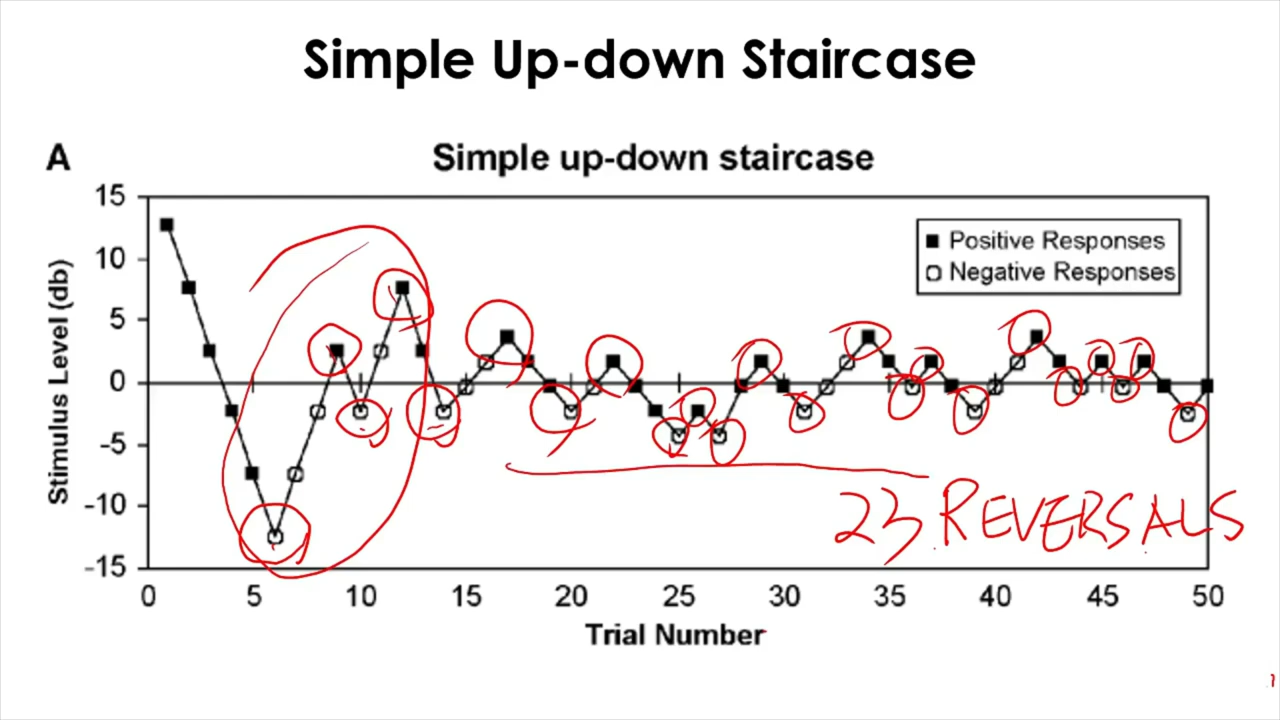 Simple Up-down Staircase
A
Simple up-down staircase
15
10
5
0
-5
-10
-15
Stimulus Level (db)
Positive Responses
Negative Responses
23 REVERSALS
0 5 10 15 20 25 30 35 40 45 50
Trial Number